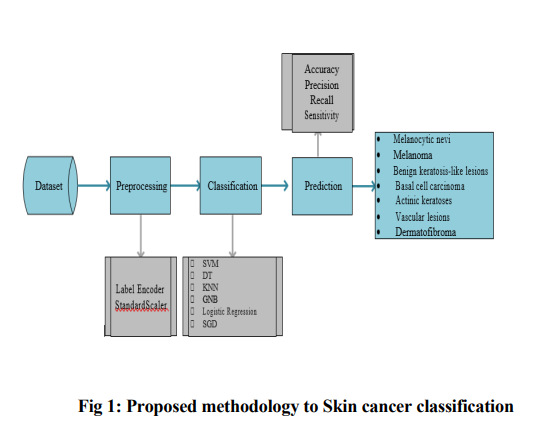 Accuracy
Precision
Recall
Sensitivity
Dataset
Preprocessing
Classification
Prediction
• Melanocytic nevi
• Melanoma
• Benign keratosis-like lesions
• Basal cell carcinoma
• Actinic keratoses
• Vascular lesions
• Dermatofibroma
Label Encoder
StandardScaler
SVM
DT
KNN
GNB
Logistic Regression
SGD
Fig 1: Proposed methodology to Skin cancer classification